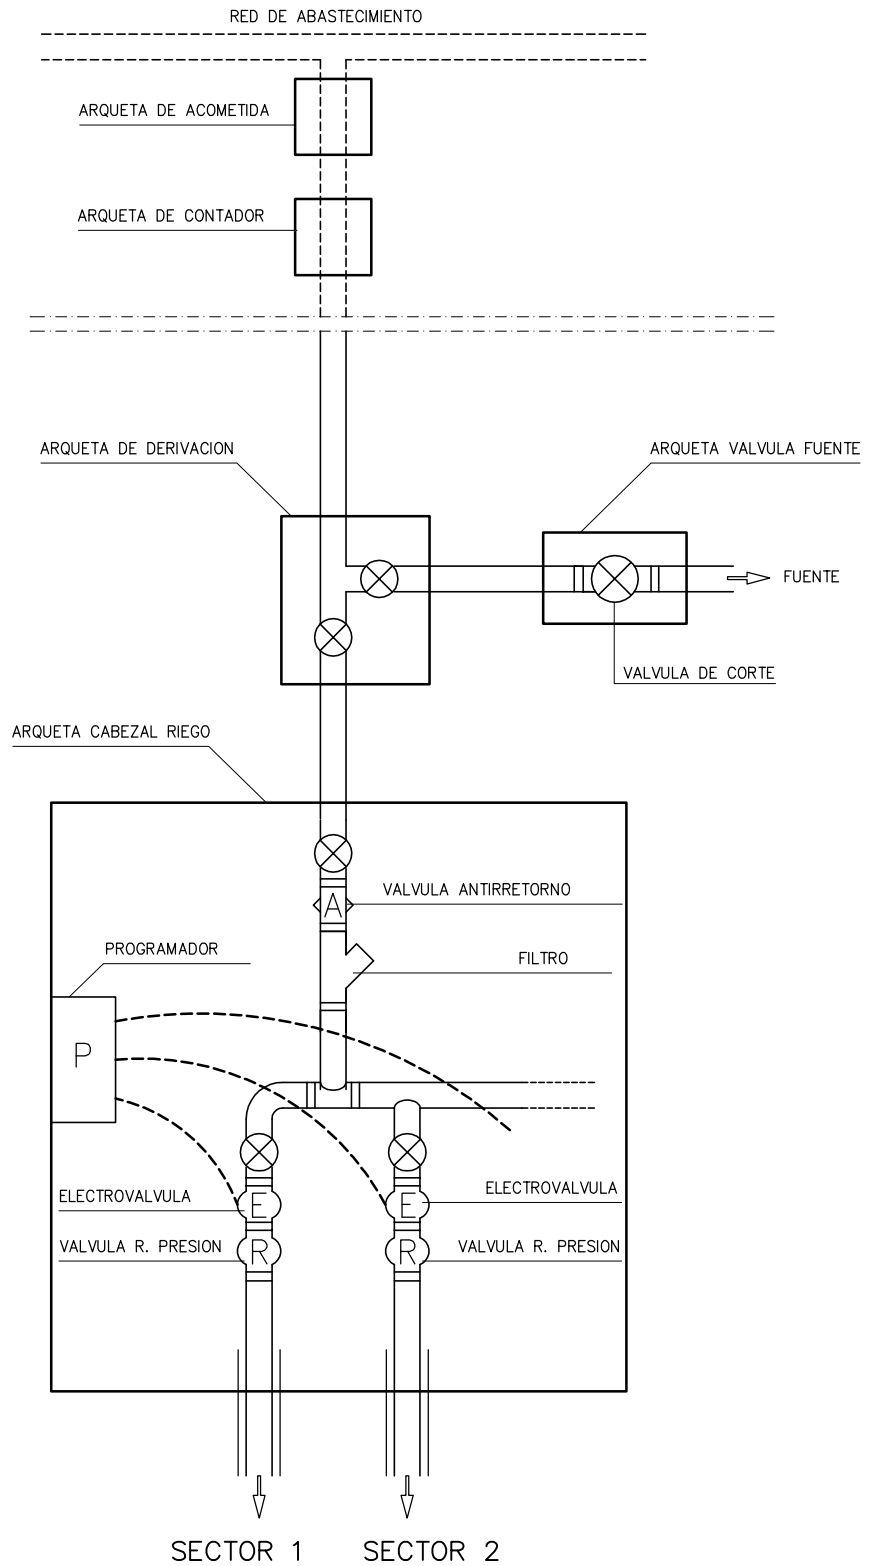 RED DE ABASTECIMIENTO
ARQUETA DE ACOMETIDA
ARQUETA DE CONTADOR
ARQUETA DE DERIVACION
ARQUETA VALVULA FUENTE
FUENTE
VALVULA DE CORTE
ARQUETA CABEZAL RIEGO
VALVULA ANTIRRETORNO
A
PROGRAMADOR
FILTRO
P
ELECTROVALVULA
E
E
ELECTROVALVULA
VALVULA R. PRESION
R
R
VALVULA R. PRESION
SECTOR 1
SECTOR 2